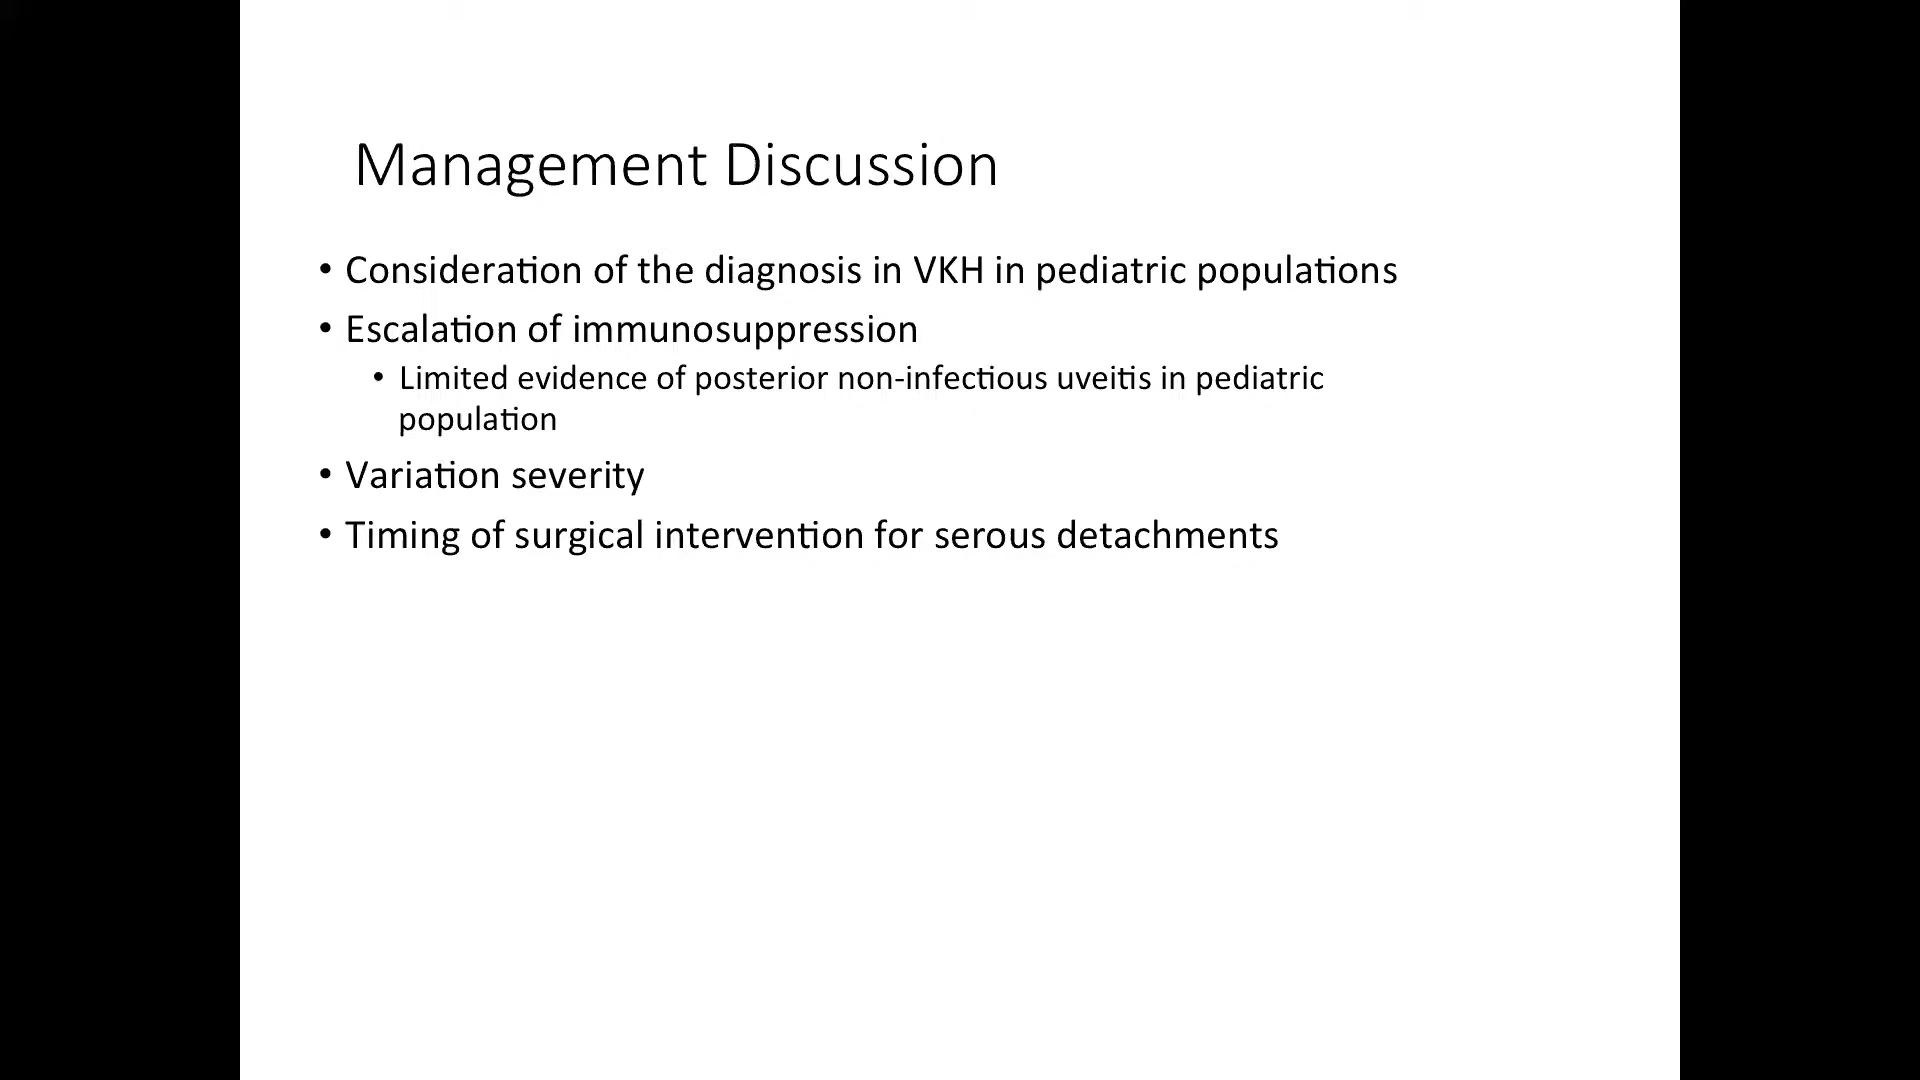 Management Discussion
• Consideration of the diagnosis in VKH in pediatric populations
• Escalation of immunosuppression
• Limited evidence of posterior non-infectious uveitis in pediatric
population
• Variation severity
• Timing of surgical intervention for serous detachments